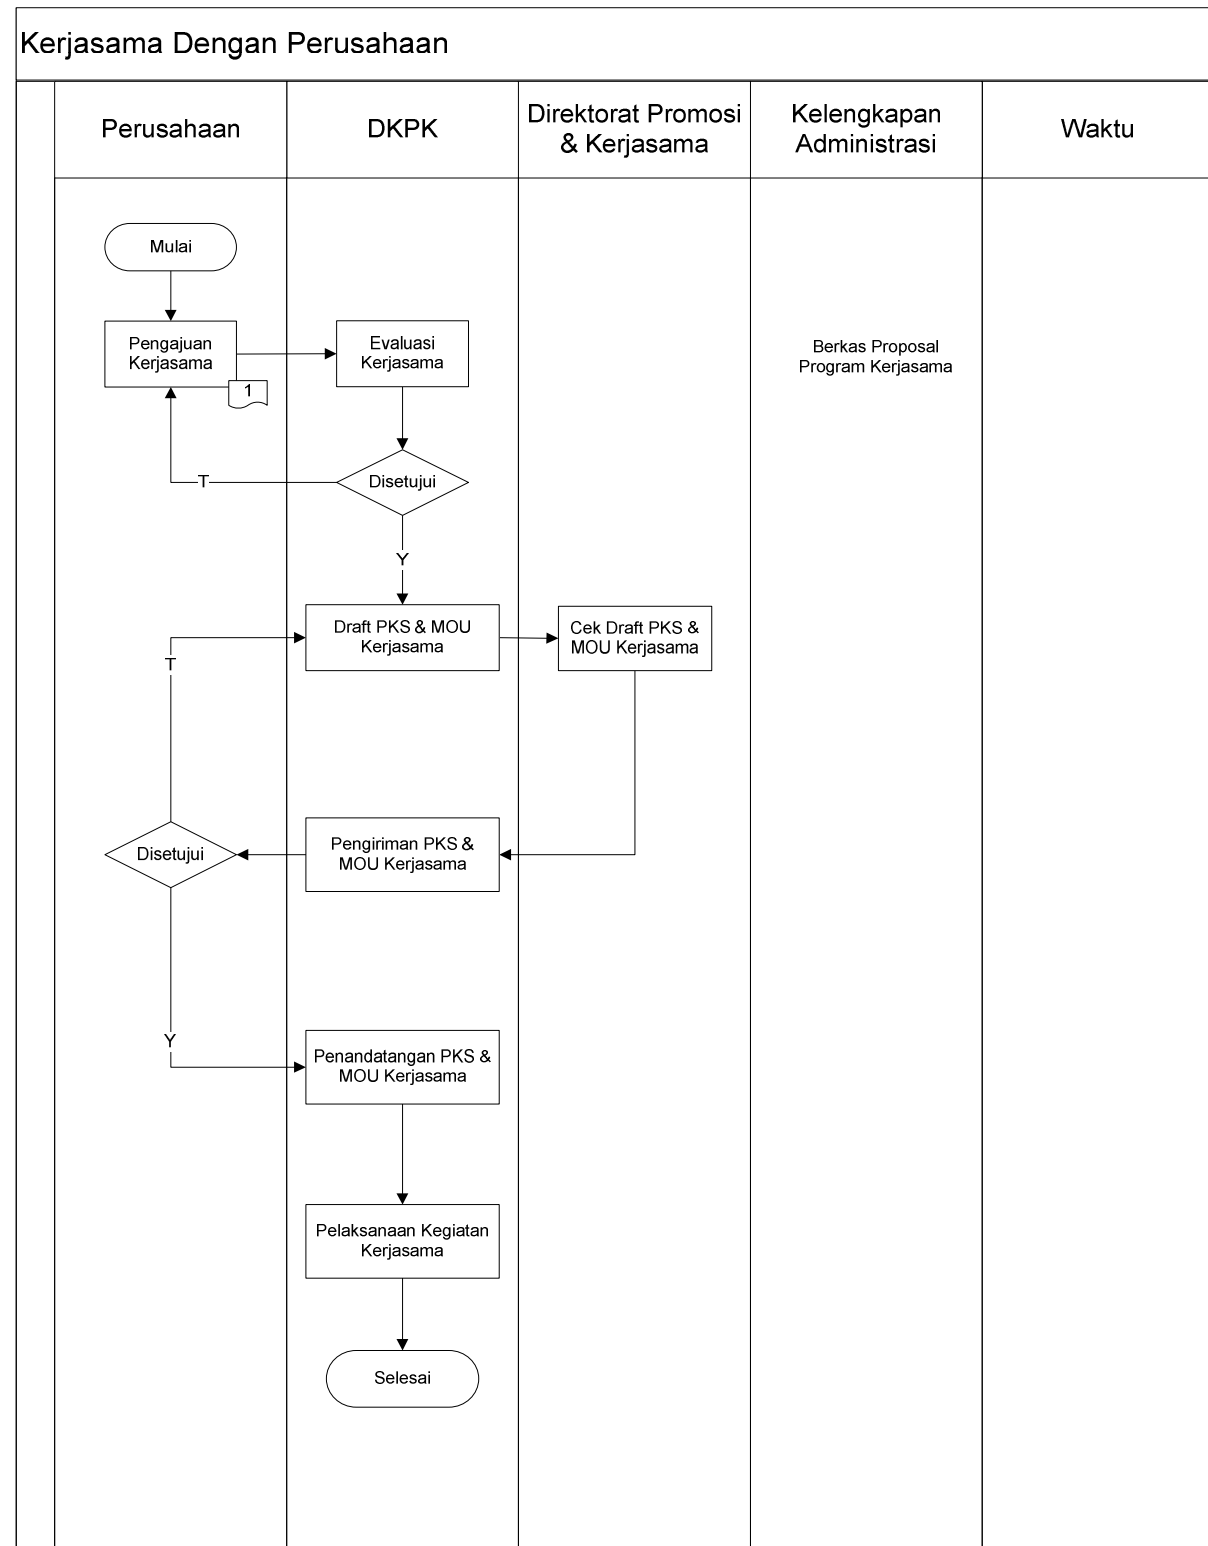 Kerjasama Dengan Perusahaan
Perusahaan
DKPK
Direktorat Promosi
& Kerjasama
Kelengkapan
Administrasi
Waktu
Mulai
Pengajuan
Kerjasama
1
Evaluasi
Kerjasama
Berkas Proposal
Program Kerjasama
Disetujui
T
Y
Draft PKS & MOU
Kerjasama
Cek Draft PKS &
MOU Kerjasama
T
Pengiriman PKS &
MOU Kerjasama
Disetujui
Y
Penandatangan PKS &
MOU Kerjasama
Pelaksanaan Kegiatan
Kerjasama
Selesai